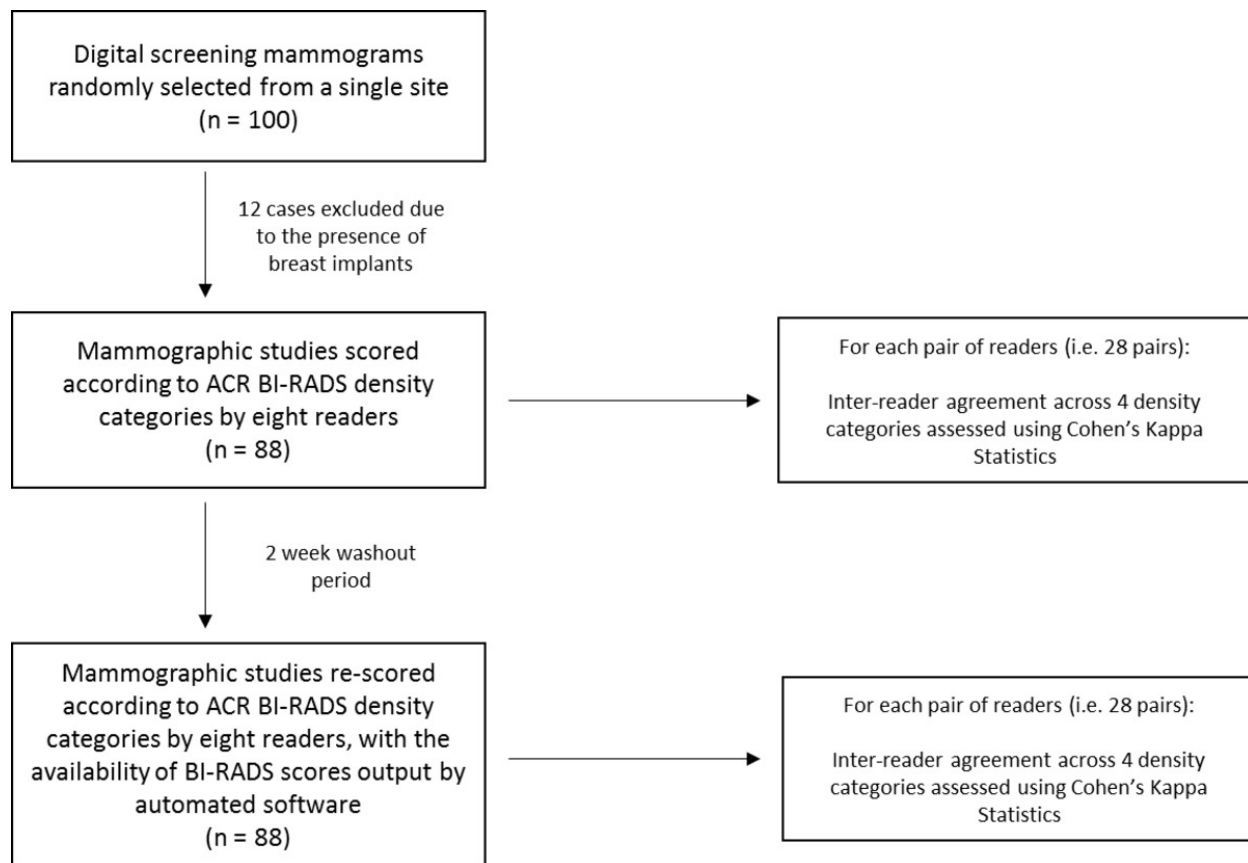 Digital screening mammograms
randomly selected from a single site
(n = 100)
12 cases excluded due
to the presence of
breast implants
Mammographic studies scored
according to ACR BI-RADS density
categories by eight readers
(n = 88)
For each pair of readers (i.e. 28 pairs):
Inter-reader agreement across 4 density
categories assessed using Cohen's Kappa
Statistics
2 week washout
period
Mammographic studies re-scored
according to ACR BI-RADS density
categories by eight readers, with the
availability of BI-RADS scores output by
automated software
(n = 88)
For each pair of readers (i.e. 28 pairs):
Inter-reader agreement across 4 density
categories assessed using Cohen's Kappa
Statistics